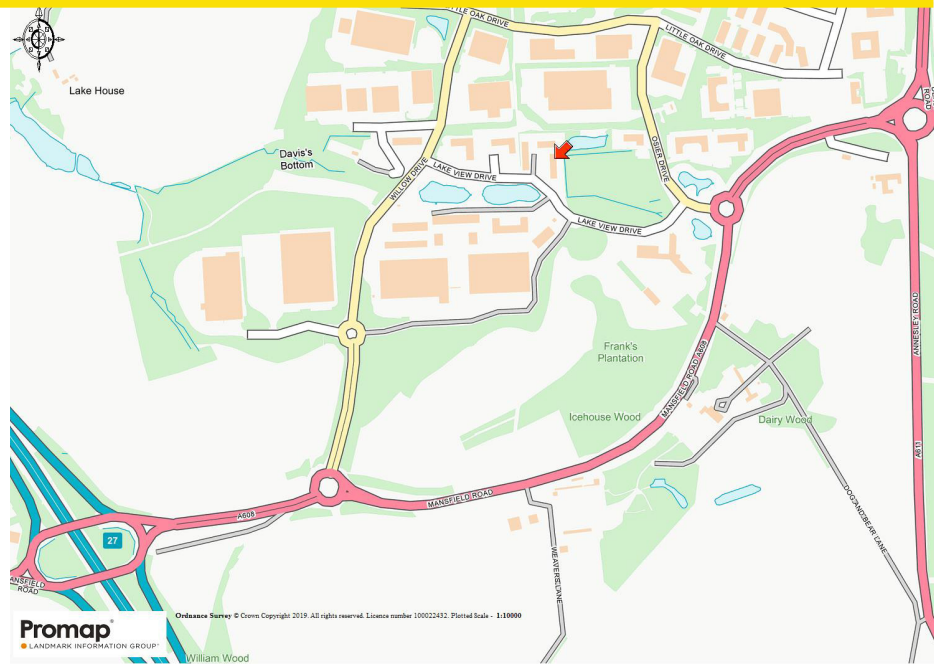 LITTLE OAK DRIVE
LITTLE OAK DRIVE
ROAD
Lake House
Davis's
Bottom
OSIER DRIVE
WILLOW DRIVE
LAKE VIEW DRIVE
LAKE VIEW DRIVE
ANNESLEY ROAD
Frank's
Plantation
MANSFIELD ROAD A608
Icehouse Wood
Dairy Wood
A611
MANSFIELD ROAD
A608
DOG AND BEAR LANE
27
WEAVERS LANE
MANSFIELD
ROAD
Ordnance Survey © Crown Copyright 2019. All rights reserved. Licence number 100022432. Plotted Scale - 1:10000
Promap
LANDMARK INFORMATION GROUP
William Wood